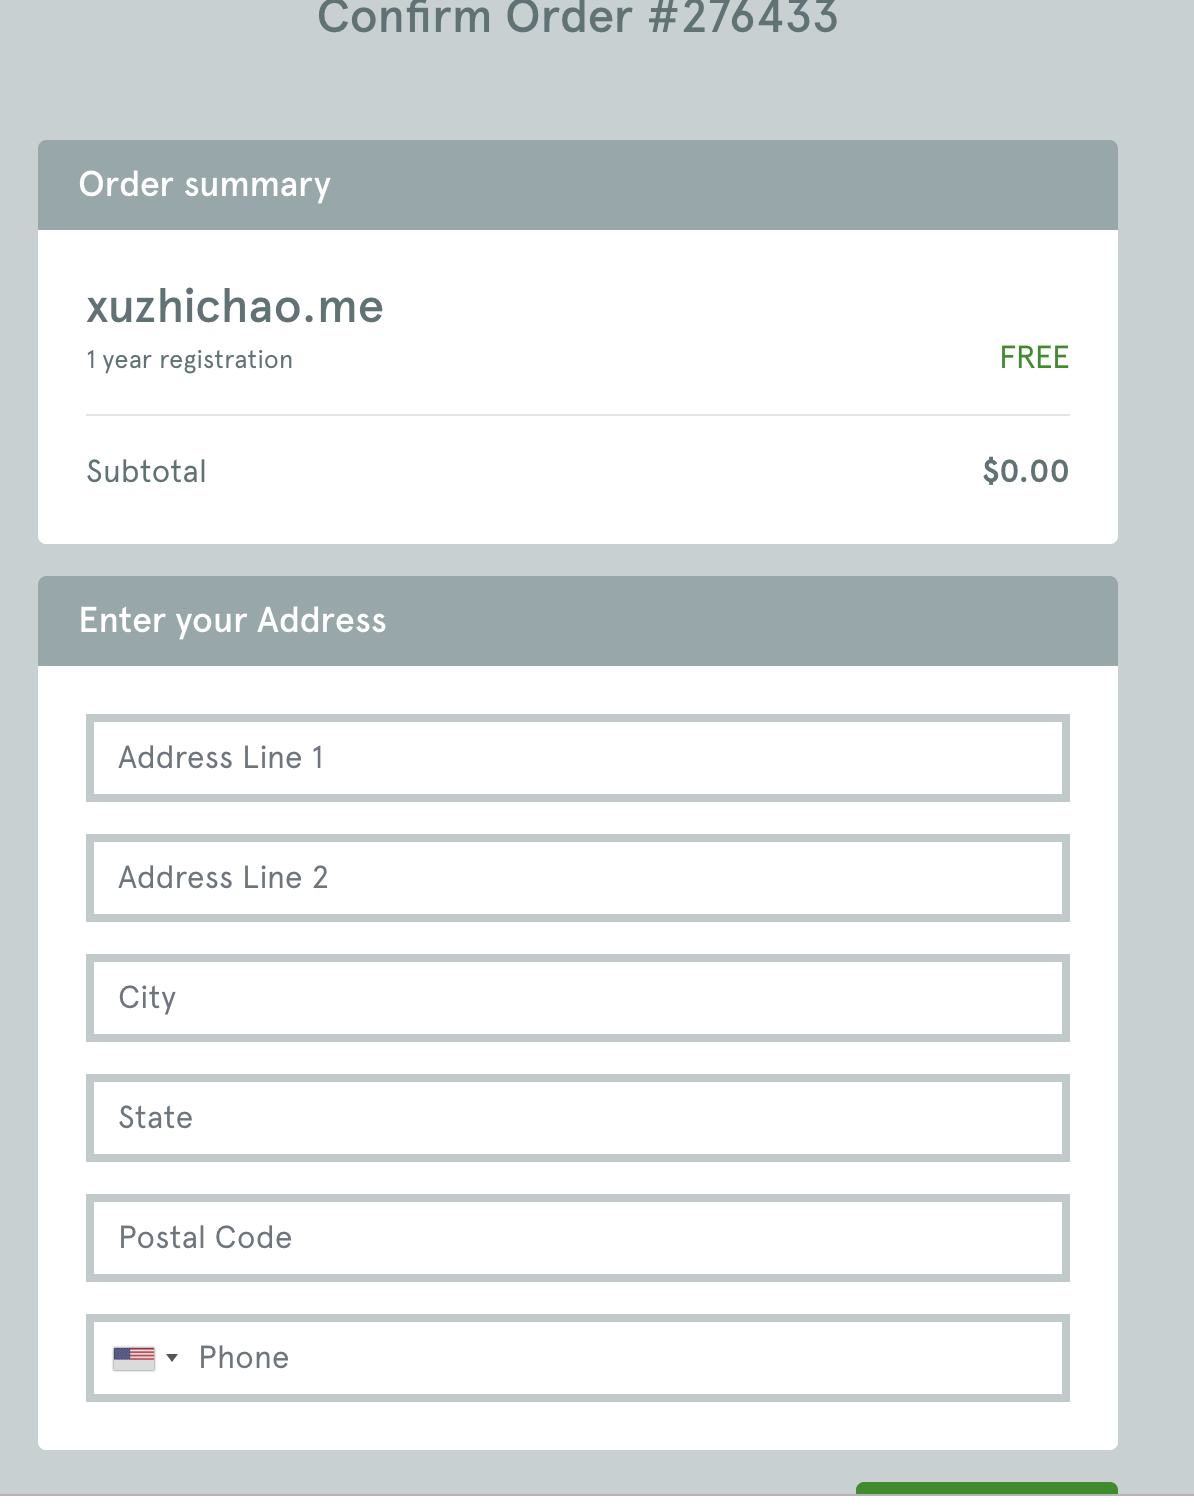 Confirm Order #276433
Order summary
xuzhichao.me
1 year registration
FREE
Subtotal
$0.00
Enter your Address
Address Line 1
Address Line 2
City
State
Postal Code
Phone